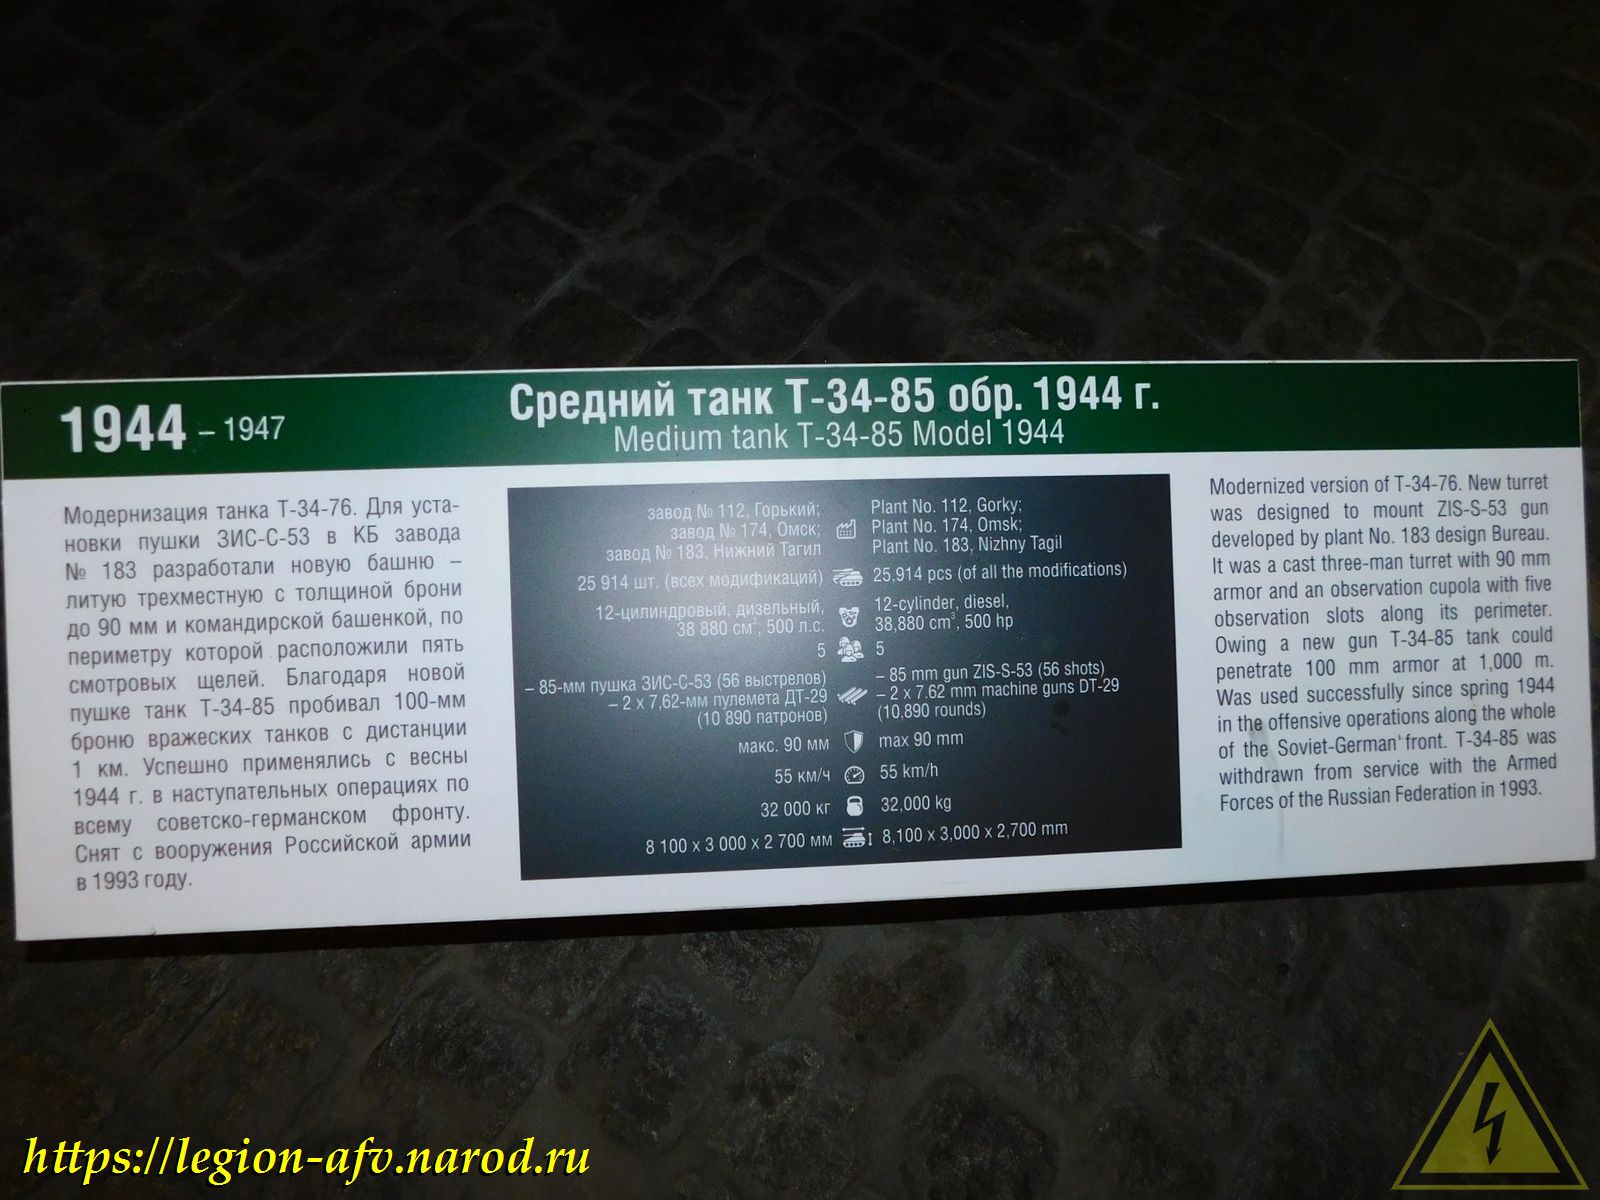 1944 – 1947
Средний танк Т-34-85 обр. 1944 г.
Medium tank T-34-85 Model 1944
Модернизация танка Т-34-76. Для уста-
новки пушки ЗИС-С-53 в КБ завода
№ 183 разработали новую башню –
литую трехместную с толщиной брони
до 90 мм и командирской башенкой, по
периметру которой расположили пять
смотровых щелей. Благодаря новой
пушке танк Т-34-85 пробивал 100-мм
броню вражеских танков с дистанции
1 км. Успешно применялись с весны
1944 г. в наступательных операциях по
всему советско-германском фронту.
Снят с вооружения Российской армии
в 1993 году.
завод № 112, Горький;
завод № 174, Омск;
завод № 183, Нижний Тагил
25 914 шт. (всех модификаций)
12-цилиндровый, дизельный,
38 880 см³, 500 л.с.
5
– 85-мм пушка ЗИС-С-53 (56 выстрелов)
– 2 x 7,62-мм пулемета ДТ-29
(10 890 патронов)
макс. 90 мм
55 км/ч
32 000 кг
8 100 x 3 000 x 2 700 мм
Plant No. 112, Gorky;
Plant No. 174, Omsk;
Plant No. 183, Nizhny Tagil
25,914 pcs (of all the modifications)
12-cylinder, diesel,
38,880 cm³, 500 hp
5
– 85 mm gun ZIS-S-53 (56 shots)
– 2 x 7.62 mm machine guns DT-29
(10,890 rounds)
max 90 mm
55 km/h
32,000 kg
8,100 x 3,000 x 2,700 mm
Modernized version of T-34-76. New turret
was designed to mount ZIS-S-53 gun
developed by plant No. 183 design Bureau.
It was a cast three-man turret with 90 mm
armor and an observation cupola with five
observation slots along its perimeter.
Owing a new gun T-34-85 tank could
penetrate 100 mm armor at 1,000 m.
Was used successfully since spring 1944
in the offensive operations along the whole
of the Soviet-German front. T-34-85 was
withdrawn from service with the Armed
Forces of the Russian Federation in 1993.
https://legion-afv.narod.ru